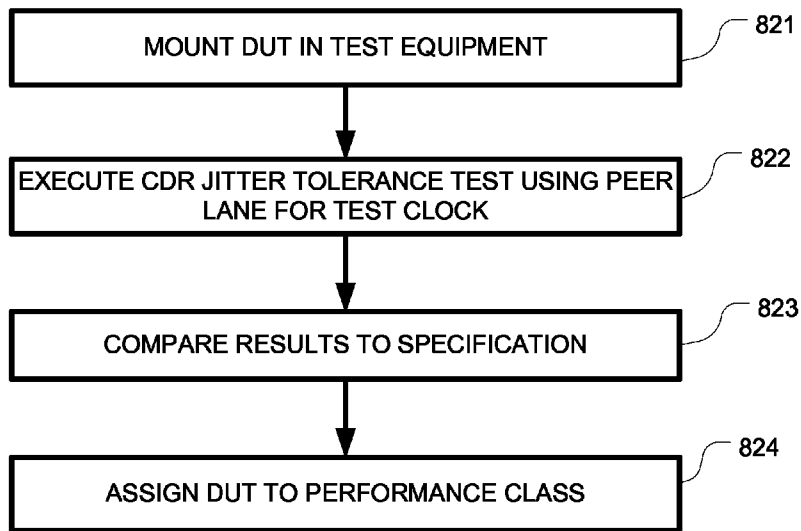 MOUNT DUT IN TEST EQUIPMENT
821
EXECUTE CDR JITTER TOLERANCE TEST USING PEER
LANE FOR TEST CLOCK
822
COMPARE RESULTS TO SPECIFICATION
823
ASSIGN DUT TO PERFORMANCE CLASS
824